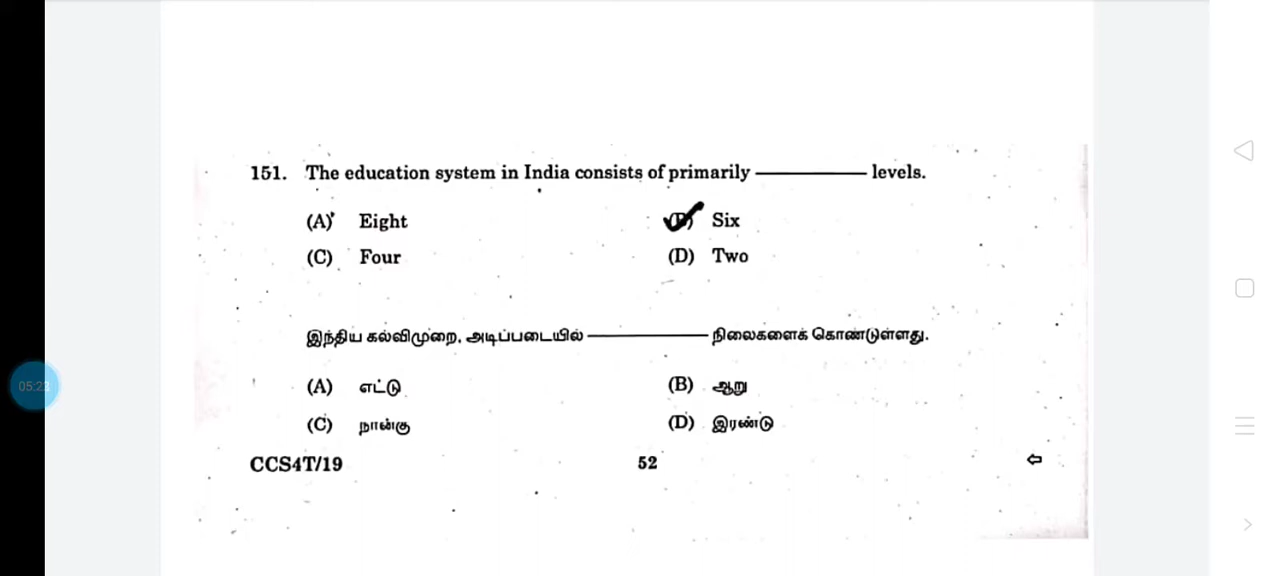 151. The education system in India consists of primarily ———— levels.
(A) Eight
(B) Six
(C) Four
(D) Two
இந்திய கல்விமுறை, அடிப்படையில் ———— நிலைகளைக் கொண்டுள்ளது.
(A) எட்டு
(B) ஆறு
(C) நான்கு
(D) இரண்டு
CCS4T/19
52
05:23